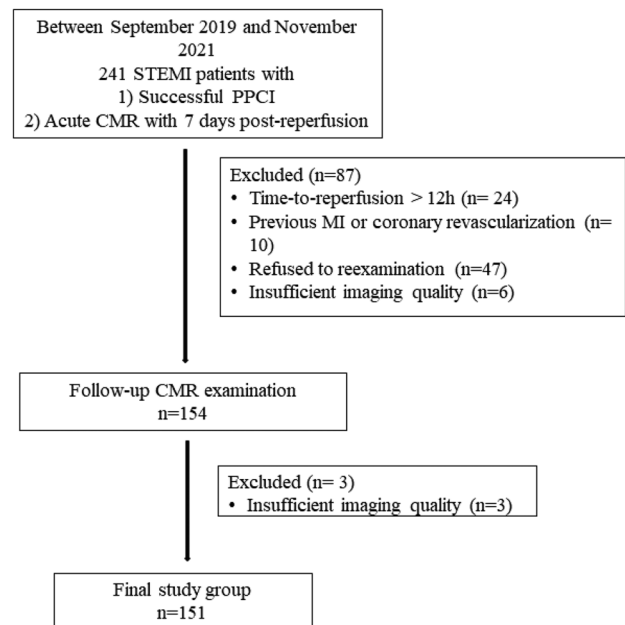 Between September 2019 and November
2021
241 STEMI patients with
1) Successful PPCI
2) Acute CMR with 7 days post-reperfusion
Excluded (n=87)
• Time-to-reperfusion > 12h (n= 24)
• Previous MI or coronary revascularization (n=
10)
• Refused to reexamination (n=47)
• Insufficient imaging quality (n=6)
Follow-up CMR examination
n=154
Excluded (n= 3)
• Insufficient imaging quality (n=3)
Final study group
n=151